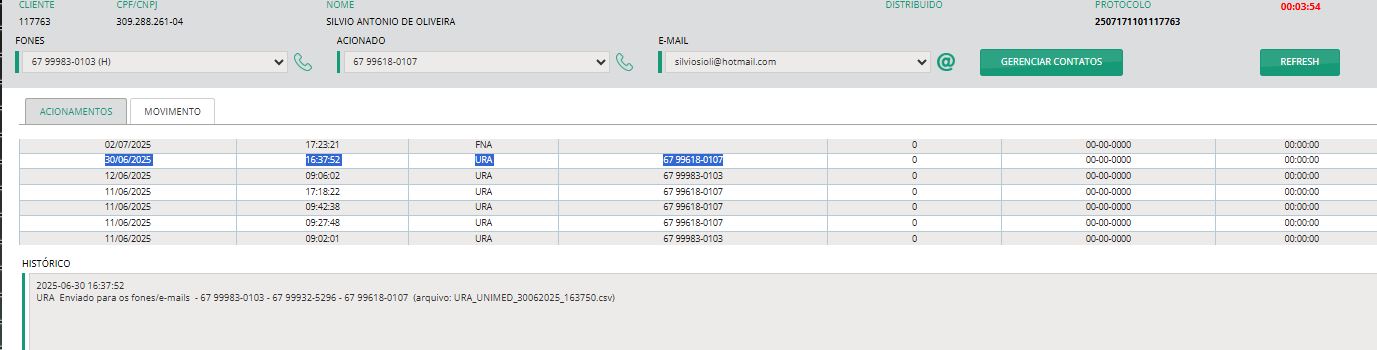 CLIENTE CPF/CNPJ NOME DISTRIBUIDO PROTOCOLO 00:03:54
117763 309.288.261-04 SILVIO ANTONIO DE OLIVEIRA 2507171101117763
FONES ACIONADO E-MAIL
67 99983-0103 (H) 67 99618-0107 silviosioli@hotmail.com @ GERENCIAR CONTATOS REFRESH
ACIONAMENTOS MOVIMENTO
02/07/2025 17:23:21 FNA 0 00-00-0000 00:00:00
30/06/2025 16:37:52 URA 67 99618-0107 0 00-00-0000 00:00:00
12/06/2025 09:06:02 URA 67 99983-0103 0 00-00-0000 00:00:00
11/06/2025 17:18:22 URA 67 99618-0107 0 00-00-0000 00:00:00
11/06/2025 09:42:38 URA 67 99618-0107 0 00-00-0000 00:00:00
11/06/2025 09:27:48 URA 67 99618-0107 0 00-00-0000 00:00:00
11/06/2025 09:02:01 URA 67 99983-0103 0 00-00-0000 00:00:00
HISTÓRICO
2025-06-30 16:37:52
URA Enviado para os fones/e-mails - 67 99983-0103 - 67 99932-5296 - 67 99618-0107 (arquivo: URA_UNIMED_30062025_163750.csv)